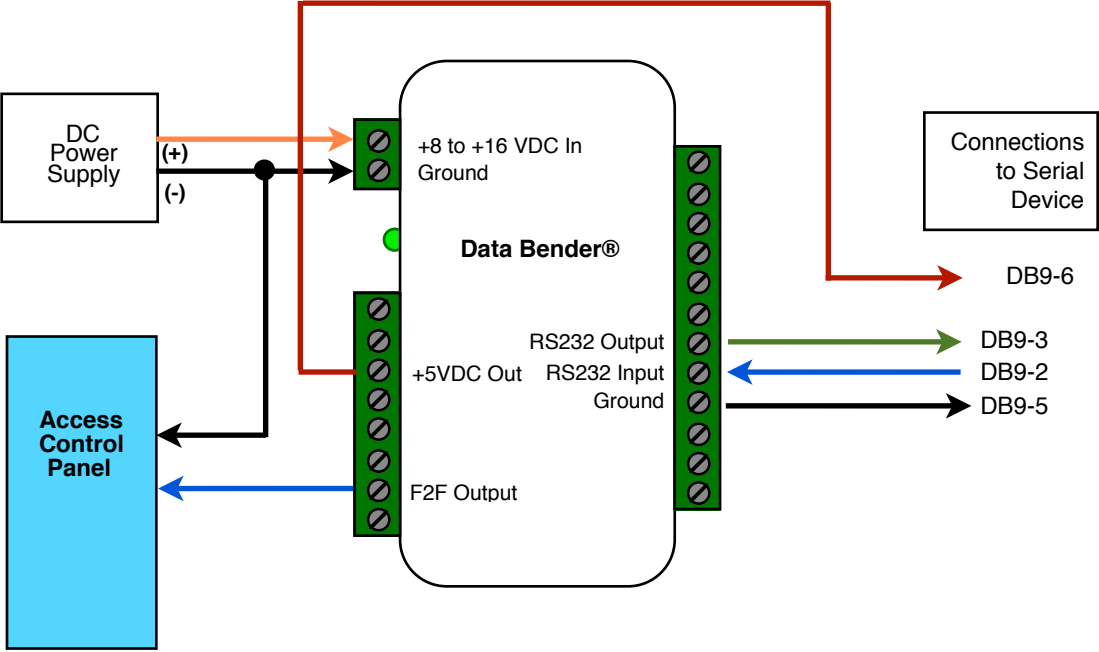 DC
Power
Supply
(+)
(-)
+8 to +16 VDC In
Ground
Data Bender®
Connections
to Serial
Device
DB9-6
RS232 Output
DB9-3
+5VDC Out
RS232 Input
DB9-2
Ground
DB9-5
Access
Control
Panel
F2F Output